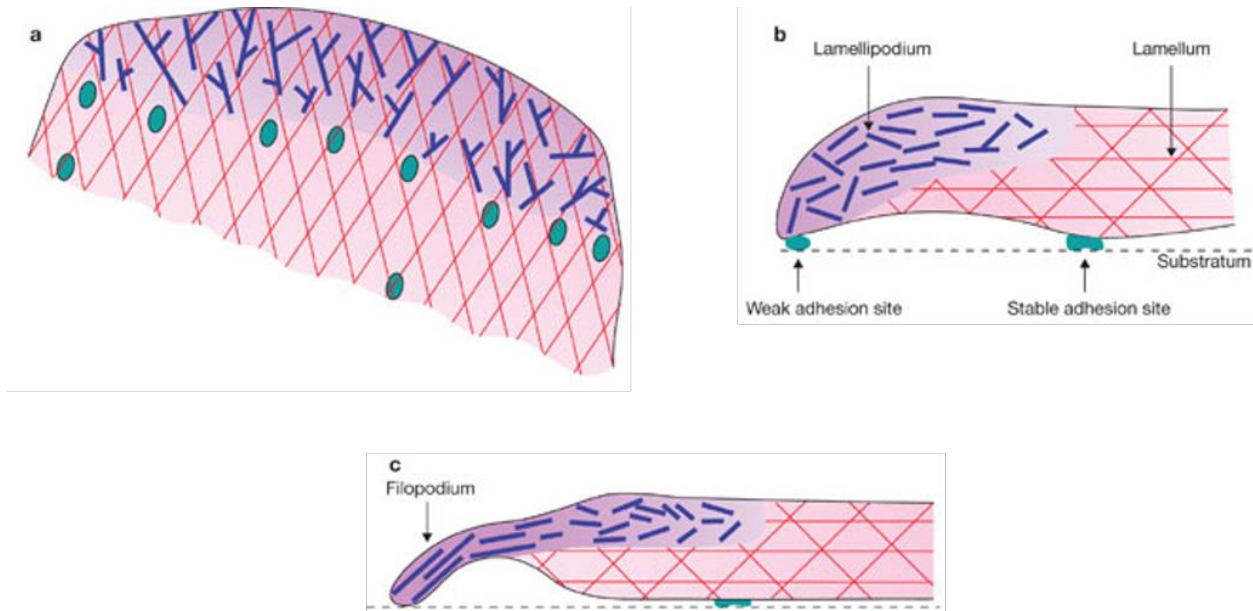 a
b
Lamellipodium
Lamellum
Substratum
Weak adhesion site
Stable adhesion site
c
Filopodium